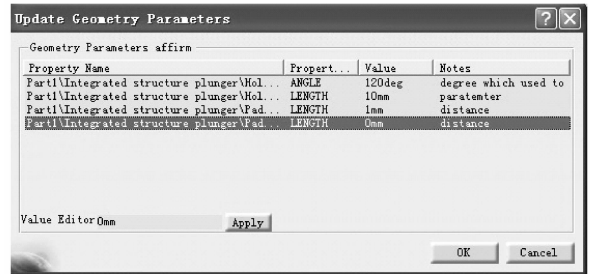 Update Geometry Parameters
Geometry Parameters affirm
Property Name Propert... Value Notes
Part1\Integrated structure plunger\Hol... ANGLE 120deg degree which used to
Part1\Integrated structure plunger\Hol... LENGTH 10mm paratemter
Part1\Integrated structure plunger\Pad... LENGTH 1mm distance
Part1\Integrated structure plunger\Pad... LENGTH 0mm distance
Value Editor 0mm Apply
OK Cancel